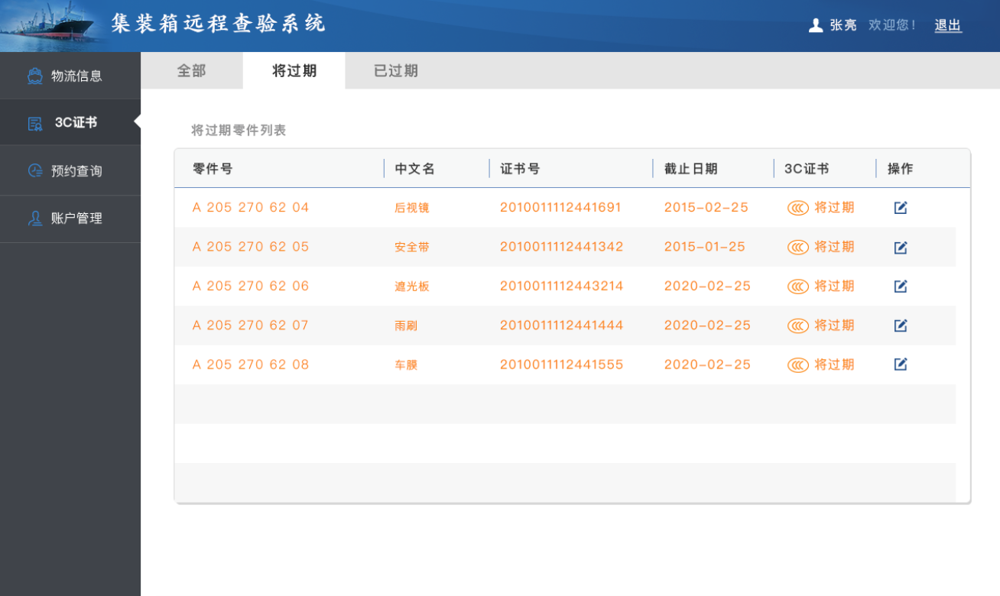 集装箱远程查验系统
张亮 欢迎您! 退出
物流信息
3C证书
预约查询
账户管理
全部 将过期 已过期
将过期零件列表
零件号 中文名 证书号 截止日期 3C证书 操作
A 205 270 62 04 后视镜 2010011112441691 2015-02-25 将过期
A 205 270 62 05 安全带 2010011112441342 2015-01-25 将过期
A 205 270 62 06 遮光板 2010011112443214 2020-02-25 将过期
A 205 270 62 07 雨刷 2010011112441444 2020-02-25 将过期
A 205 270 62 08 车膜 2010011112441555 2020-02-25 将过期